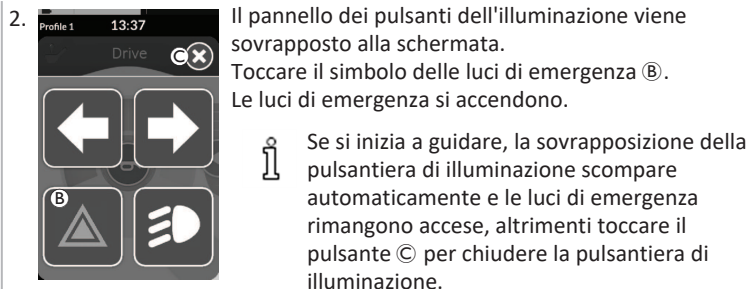 2.
Profile 1 13:37
Drive Ⓒ
Ⓑ
Il pannello dei pulsanti dell'illuminazione viene
sovrapposto alla schermata.
Toccare il simbolo delle luci di emergenza Ⓑ.
Le luci di emergenza si accendono.
Se si inizia a guidare, la sovrapposizione della
pulsantiera di illuminazione scompare
automaticamente e le luci di emergenza
rimangono accese, altrimenti toccare il
pulsante Ⓒ per chiudere la pulsantiera di
illuminazione.